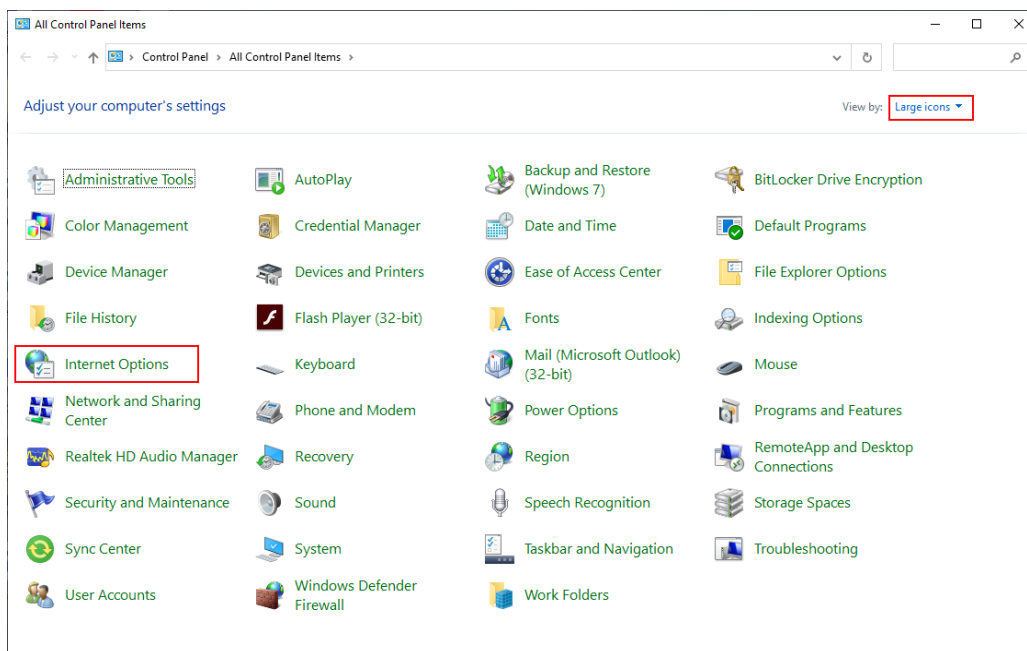 All Control Panel Items
Control Panel > All Control Panel Items >
Adjust your computer's settings
View by: Large icons
Administrative Tools
AutoPlay
Backup and Restore
(Windows 7)
BitLocker Drive Encryption
Color Management
Credential Manager
Date and Time
Default Programs
Device Manager
Devices and Printers
Ease of Access Center
File Explorer Options
File History
Flash Player (32-bit)
Fonts
Indexing Options
Internet Options
Keyboard
Mail (Microsoft Outlook)
(32-bit)
Mouse
Network and Sharing
Center
Phone and Modem
Power Options
Programs and Features
Realtek HD Audio Manager
Recovery
Region
RemoteApp and Desktop
Connections
Security and Maintenance
Sound
Speech Recognition
Storage Spaces
Sync Center
System
Taskbar and Navigation
Troubleshooting
User Accounts
Windows Defender
Firewall
Work Folders